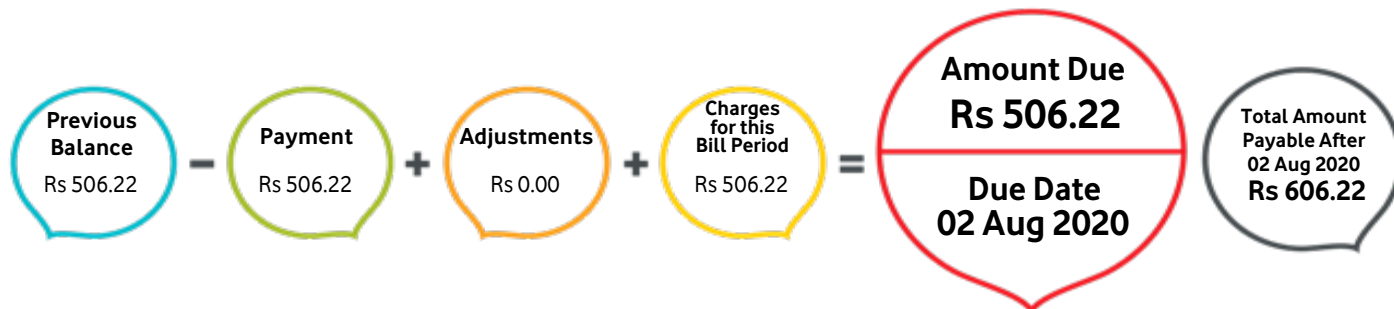 Previous
Balance
Rs 506.22
-
Payment
Rs 506.22
+
Adjustments
Rs 0.00
+
Charges
for this
Bill Period
Rs 506.22
=
Amount Due
Rs 506.22
Due Date
02 Aug 2020
Total Amount
Payable After
02 Aug 2020
Rs 606.22